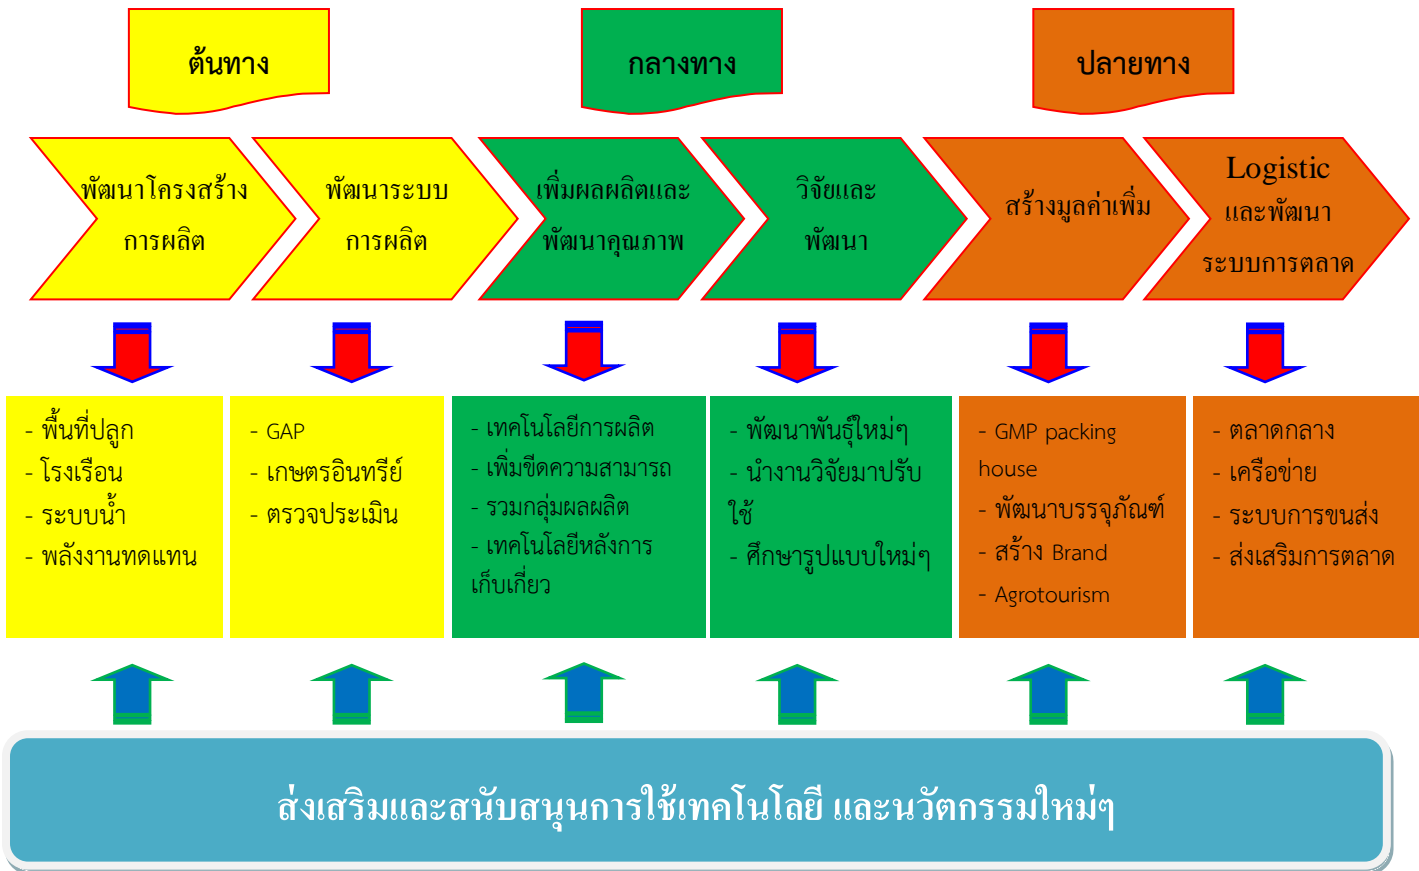 ต้นทาง
กลางทาง
ปลายทาง
พัฒนาโครงสร้าง
การผลิต
พัฒนาระบบ
การผลิต
เพิ่มผลผลิตและ
พัฒนาคุณภาพ
วิจัยและ
พัฒนา
สร้างมูลค่าเพิ่ม
Logistic
และพัฒนา
ระบบการตลาด
- พื้นที่ปลูก
- โรงเรือน
- ระบบน้ำ
- พลังงานทดแทน
- GAP
- เกษตรอินทรีย์
- ตรวจประเมิน
- เทคโนโลยีการผลิต
- เพิ่มขีดความสามารถ
- รวมกลุ่มผลผลิต
- เทคโนโลยีหลังการ
เก็บเกี่ยว
- พัฒนาพันธุ์ใหม่ๆ
- นำงานวิจัยมาปรับ
ใช้
- ศึกษารูปแบบใหม่ๆ
- GMP packing
house
- พัฒนาบรรจุภัณฑ์
- สร้าง Brand
- Agrotourism
- ตลาดกลาง
- เครือข่าย
- ระบบการขนส่ง
- ส่งเสริมการตลาด
ส่งเสริมและสนับสนุนการใช้เทคโนโลยี และนวัตกรรมใหม่ๆ